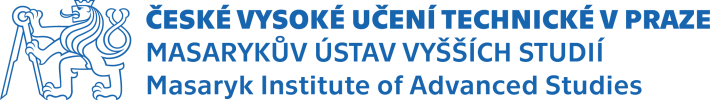 ČESKÉ VYSOKÉ UČENÍ TECHNICKÉ V PRAZE
MASARYKŮV ÚSTAV VYŠŠÍCH STUDIÍ
Masaryk Institute of Advanced Studies